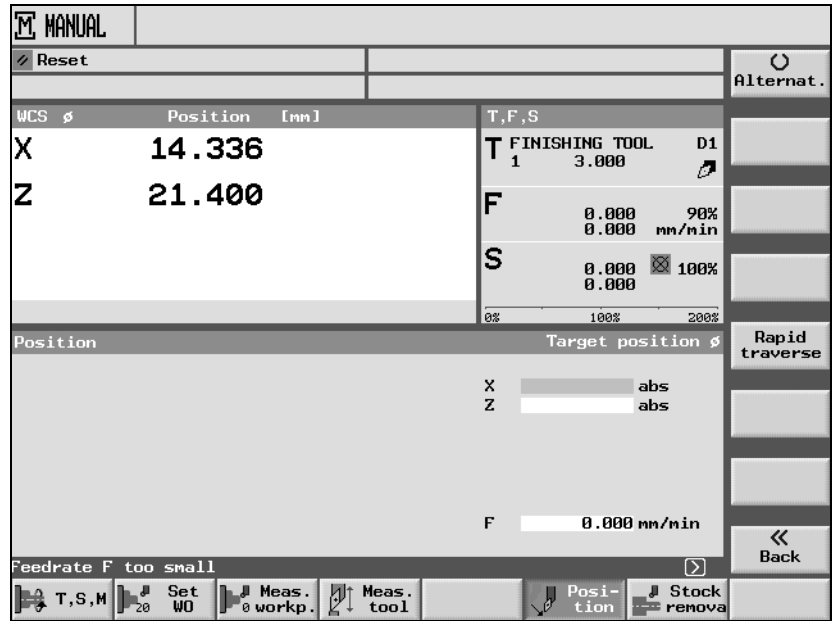 M MANUAL
Reset
Alternat.
WCS ø Position [mm]
T,F,S
X 14.336
Z 21.400
T FINISHING TOOL D1
1 3.000
F 0.000 90%
0.000 mm/min
S 0.000 100%
0.000
0% 100% 200%
Rapid
traverse
Position Target position ø
X abs
Z abs
F 0.000 mm/min
« Back
Feedrate F too small
T,S,M
20 Set
WO
0 Meas.
workp.
Meas.
tool
Posi-
tion
Stock
remova